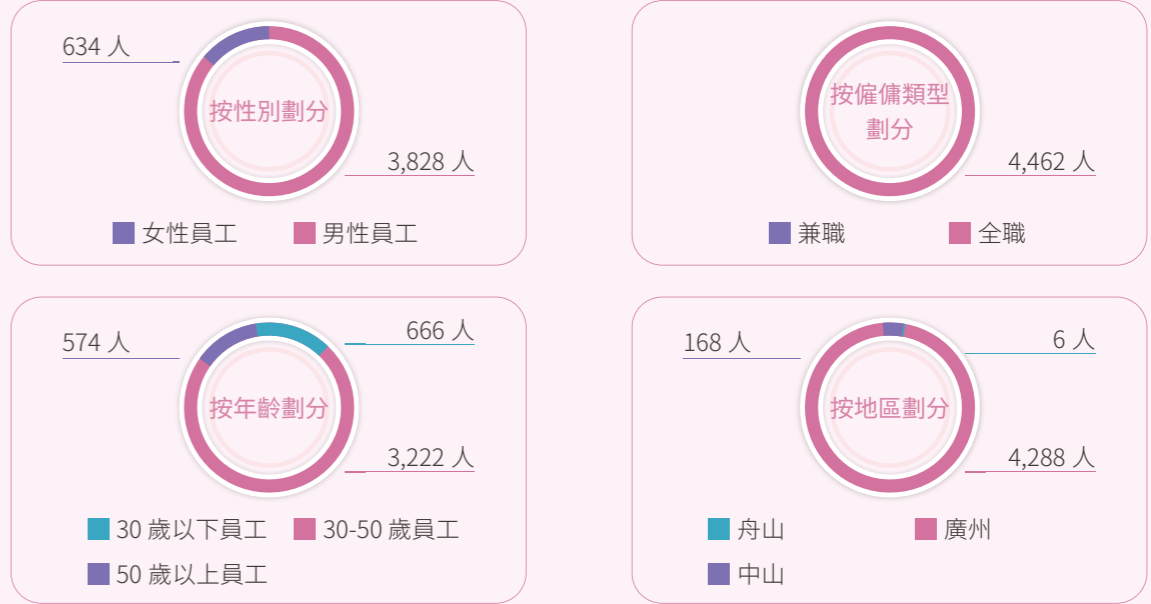 634 人
按性別劃分
3,828 人
女性員工
男性員工
按僱傭類型
劃分
4,462 人
兼職
全職
574 人
666 人
按年齡劃分
3,222 人
30 歲以下員工
30-50 歲員工
50 歲以上員工
168 人
6 人
按地區劃分
4,288 人
舟山
廣州
中山